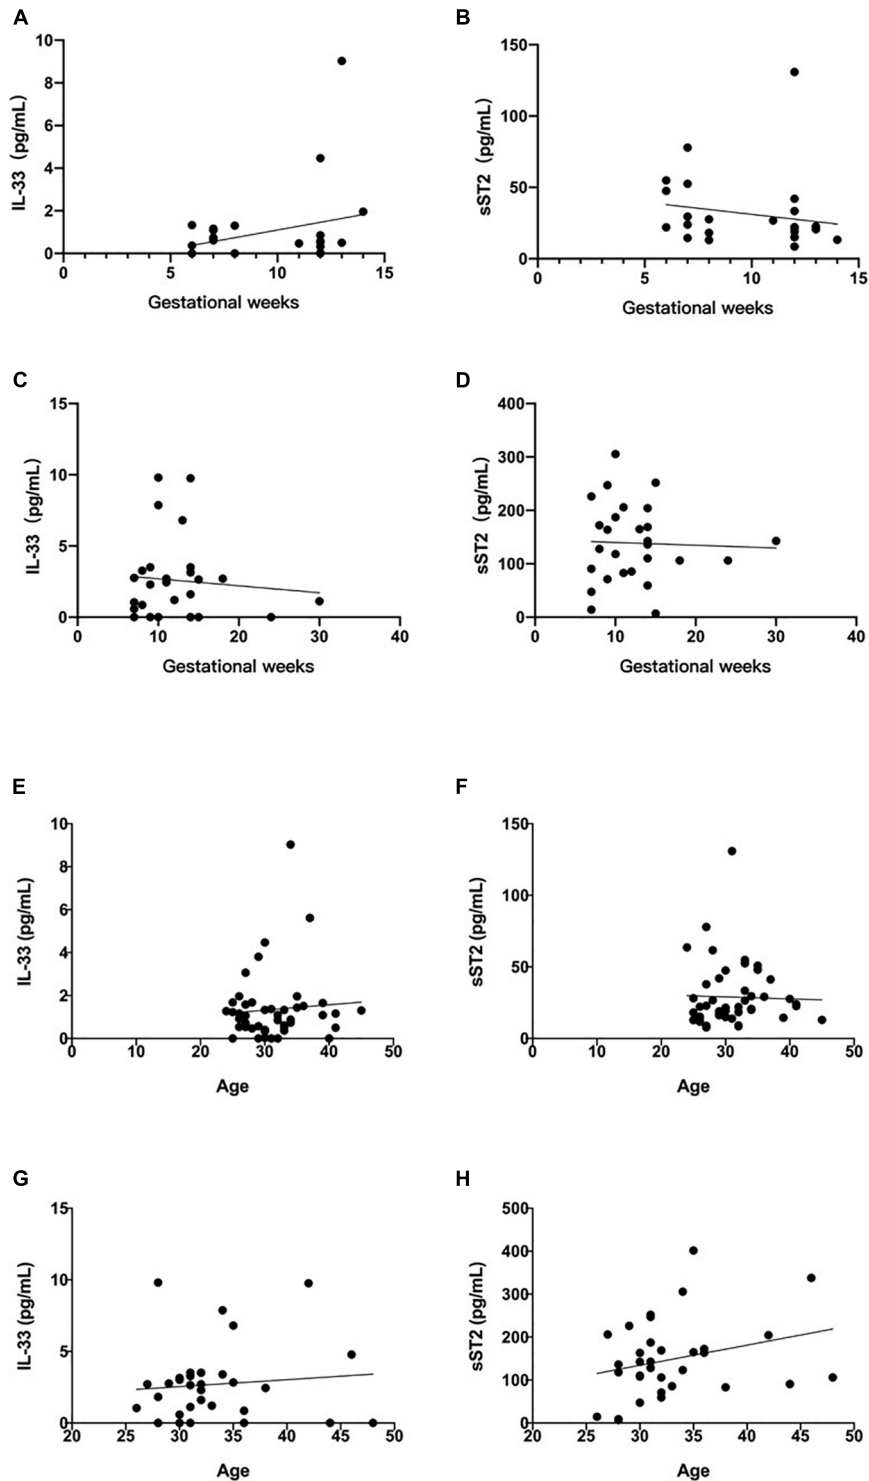 A
IL-33 (pg/mL)
10
8
6
4
2
0
0 5 10 15
Gestational weeks
B
sST2 (pg/mL)
150
100
50
0
0 5 10 15
Gestational weeks
C
IL-33 (pg/mL)
15
10
5
0
0 10 20 30 40
Gestational weeks
D
sST2 (pg/mL)
400
300
200
100
0
0 10 20 30 40
Gestational weeks
E
IL-33 (pg/mL)
10
8
6
4
2
0
0 10 20 30 40 50
Age
F
sST2 (pg/mL)
150
100
50
0
0 10 20 30 40 50
Age
G
IL-33 (pg/mL)
15
10
5
0
20 25 30 35 40 45 50
Age
H
sST2 (pg/mL)
500
400
300
200
100
0
20 25 30 35 40 45 50
Age